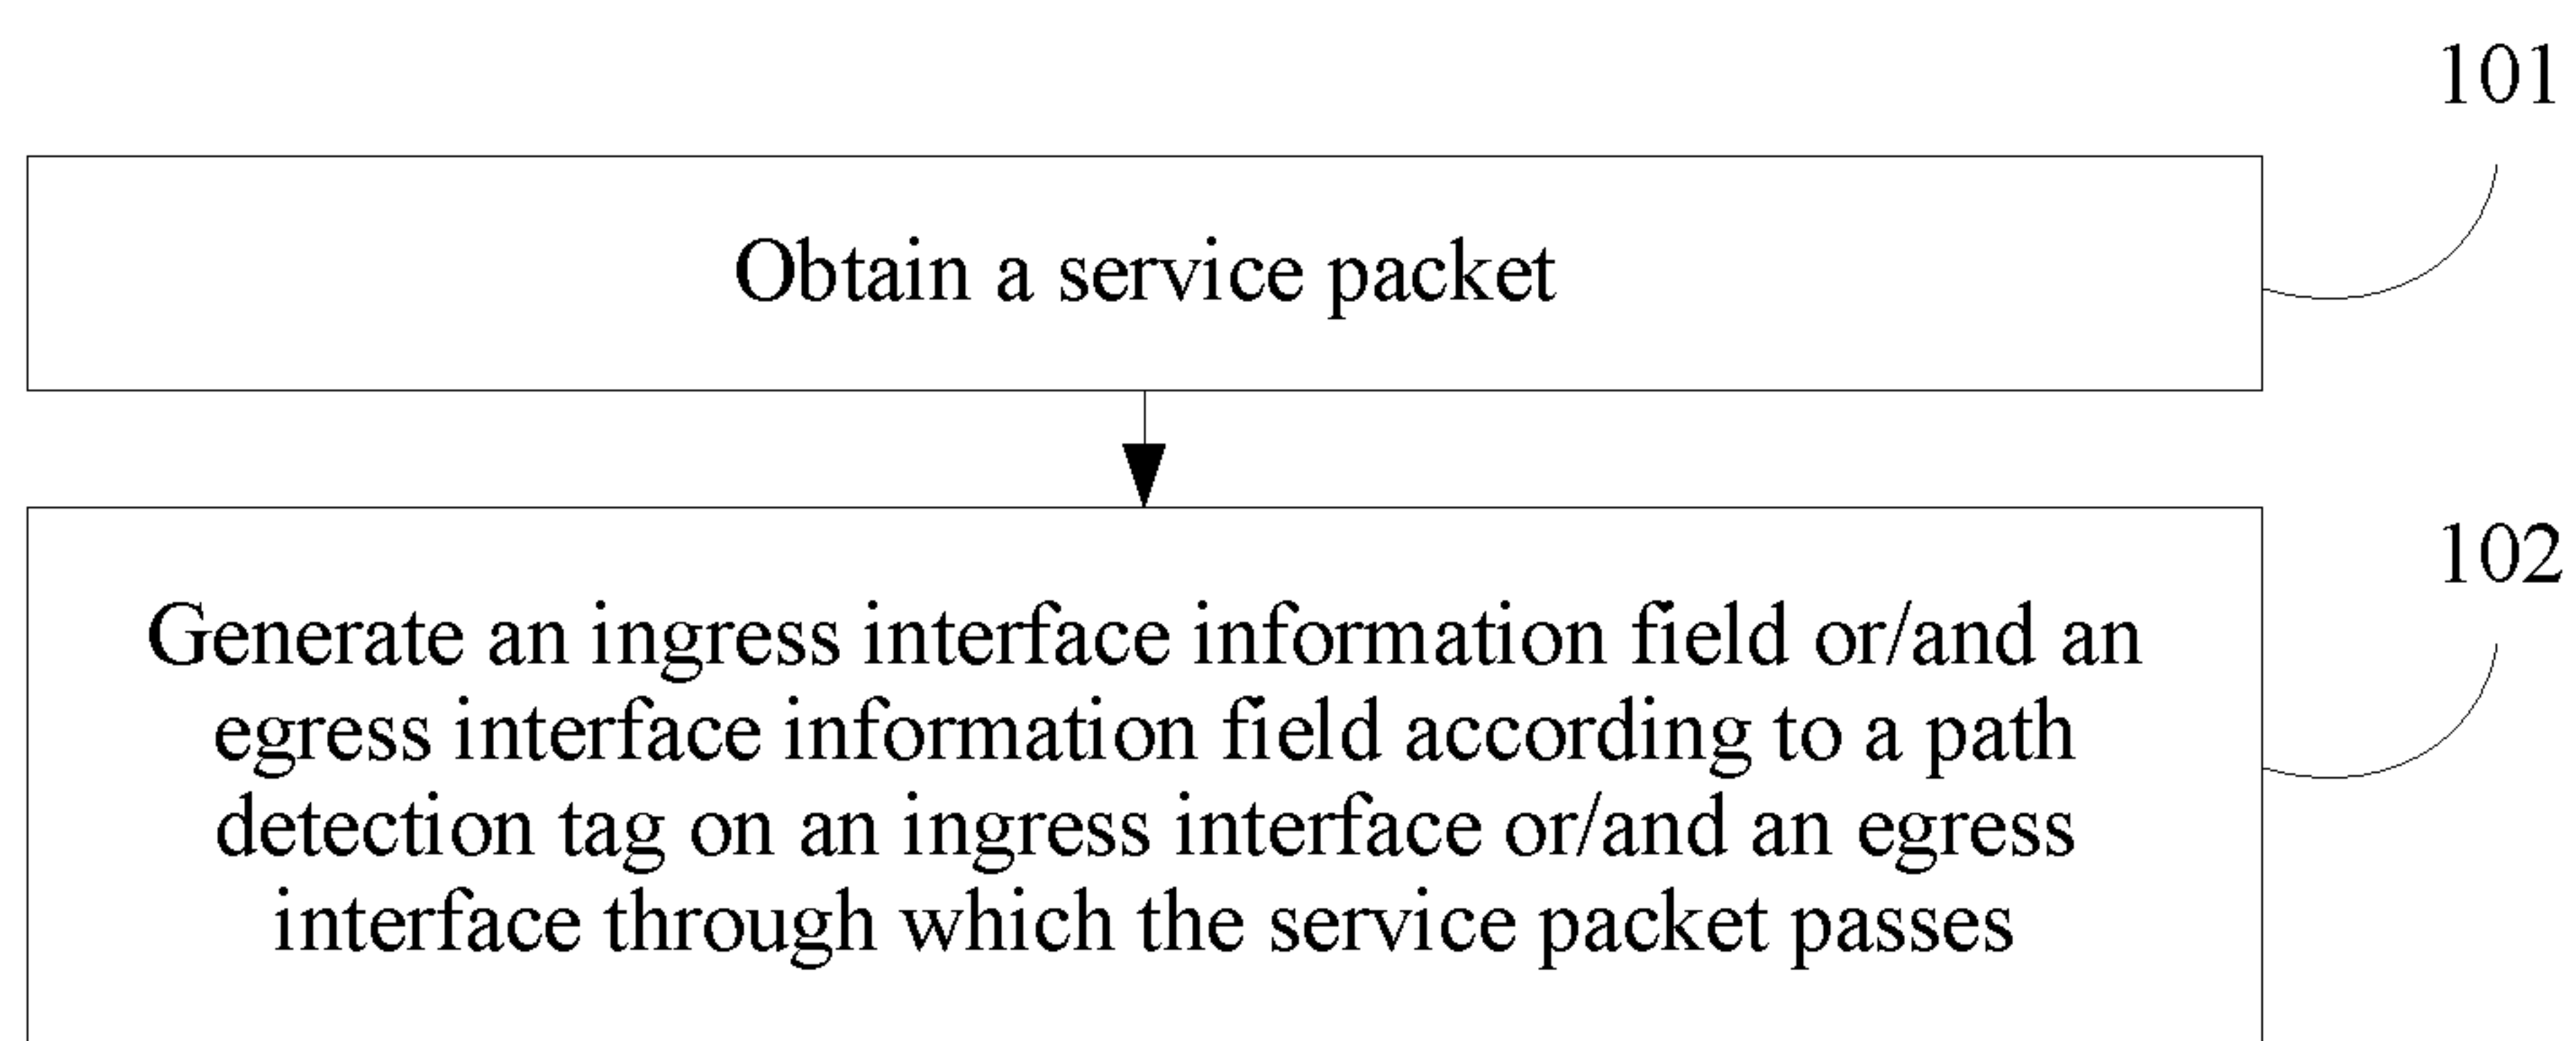 101
Obtain a service packet
102
Generate an ingress interface information field or/and an
egress interface information field according to a path
detection tag on an ingress interface or/and an egress
interface through which the service packet passes